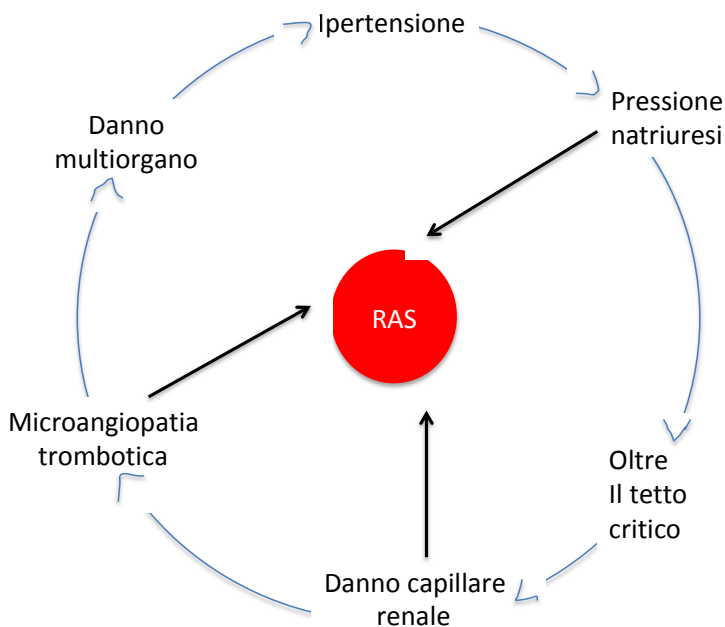 Ipertensione
Pressione
natriuresi
Oltre
Il tetto
critico
Danno capillare
renale
Microangiopatia
trombotica
Danno
multiorgano
RAS